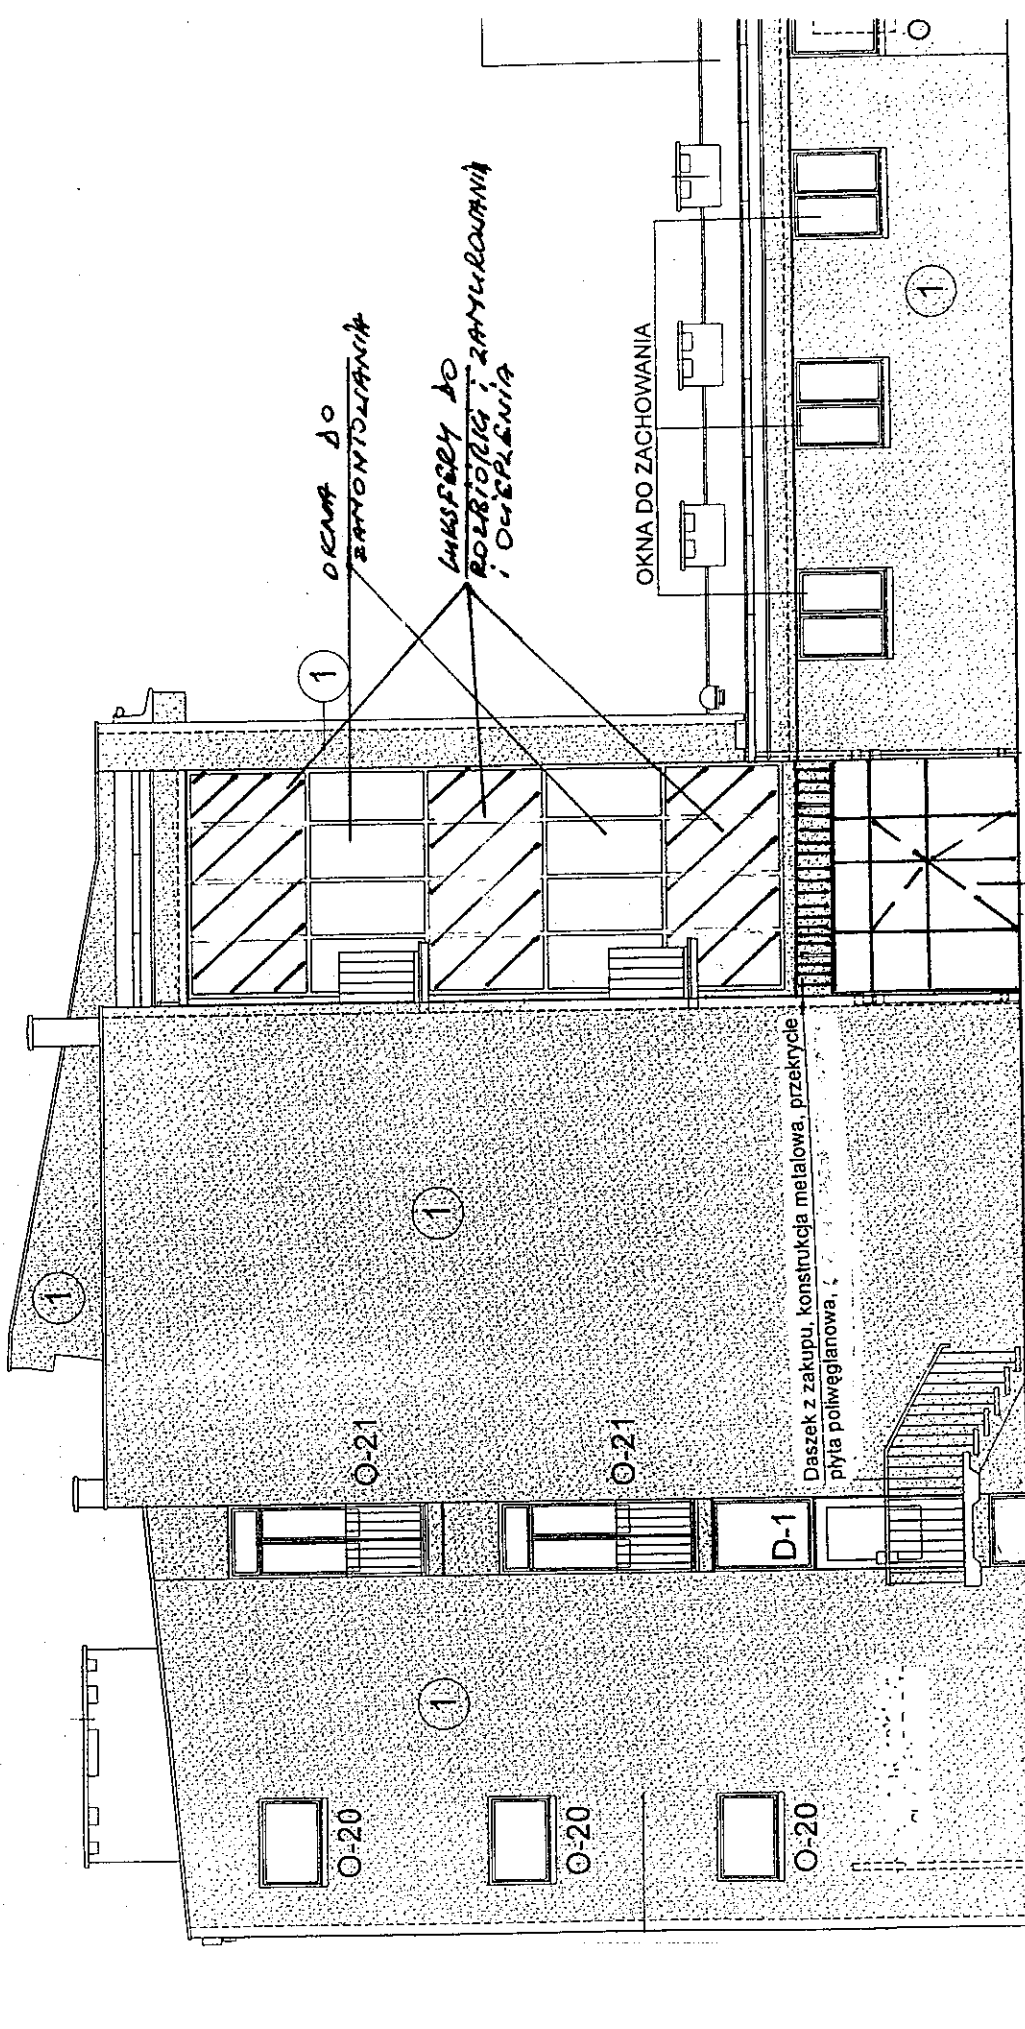 OKNA DO
ZAMONTOWANIA
LUKSFERY DO
ROZBIÓRKI i ZAMUROWANIA
i OCIEPLENIA
1
1
1
1
1
OKNA DO ZACHOWANIA
O-21
O-21
O-20
O-20
O-20
D-1
Daszek z zakupu, konstrukcja metalowa, przekrycie
płyta poliwęglanowa,
O